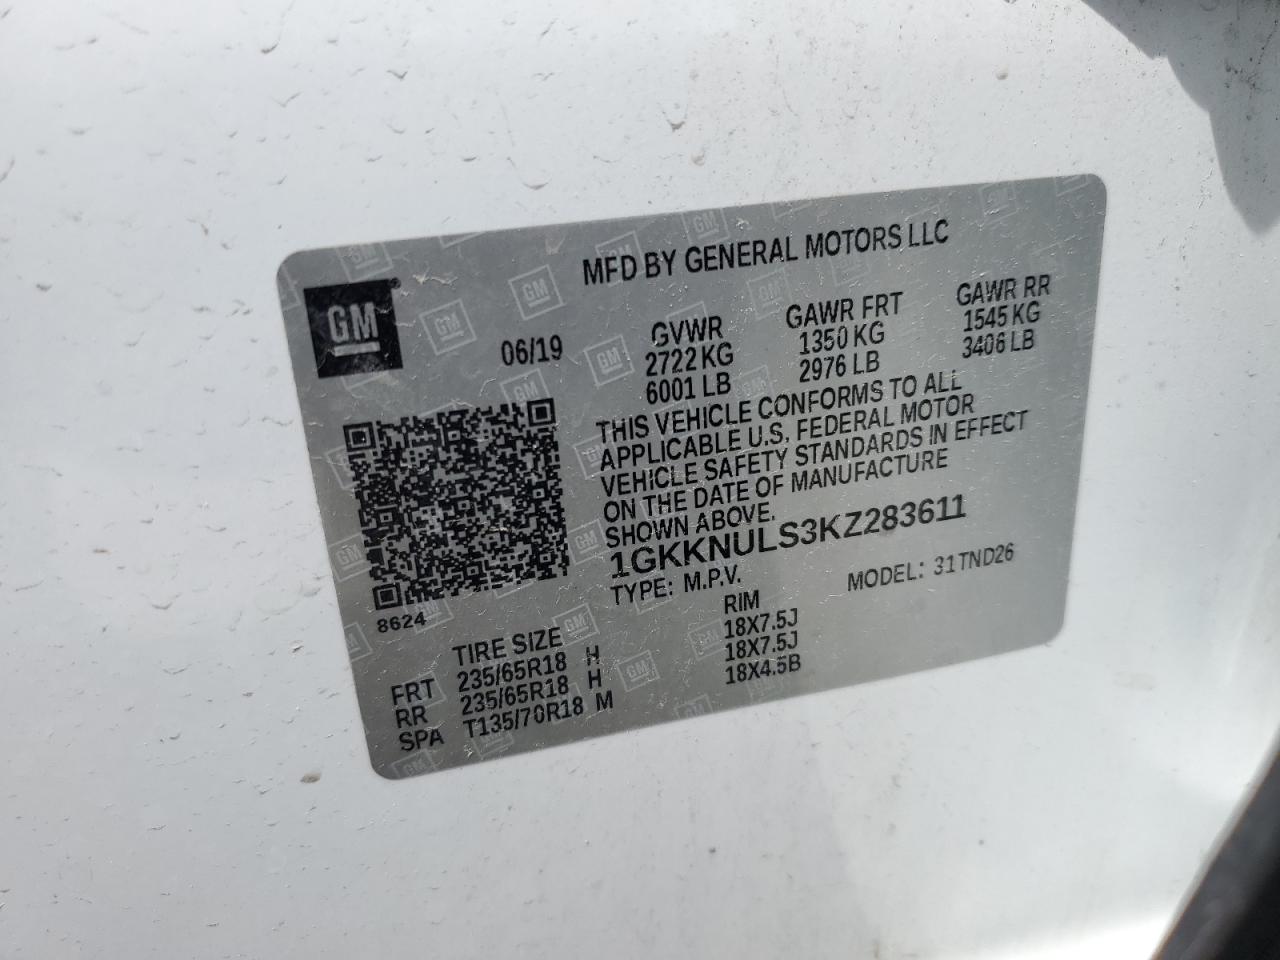 MFD BY GENERAL MOTORS LLC
GM
06/19
GVWR GAWR FRT GAWR RR
2722 KG 1350 KG 1545 KG
6001 LB 2976 LB 3406 LB
THIS VEHICLE CONFORMS TO ALL
APPLICABLE U.S. FEDERAL MOTOR
VEHICLE SAFETY STANDARDS IN EFFECT
ON THE DATE OF MANUFACTURE
SHOWN ABOVE.
1GKKNULS3KZ283611
TYPE: M.P.V. MODEL: 31TND26
8624
TIRE SIZE RIM
FRT 235/65R18 H 18X7.5J
RR 235/65R18 H 18X7.5J
SPA T135/70R18 M 18X4.5B